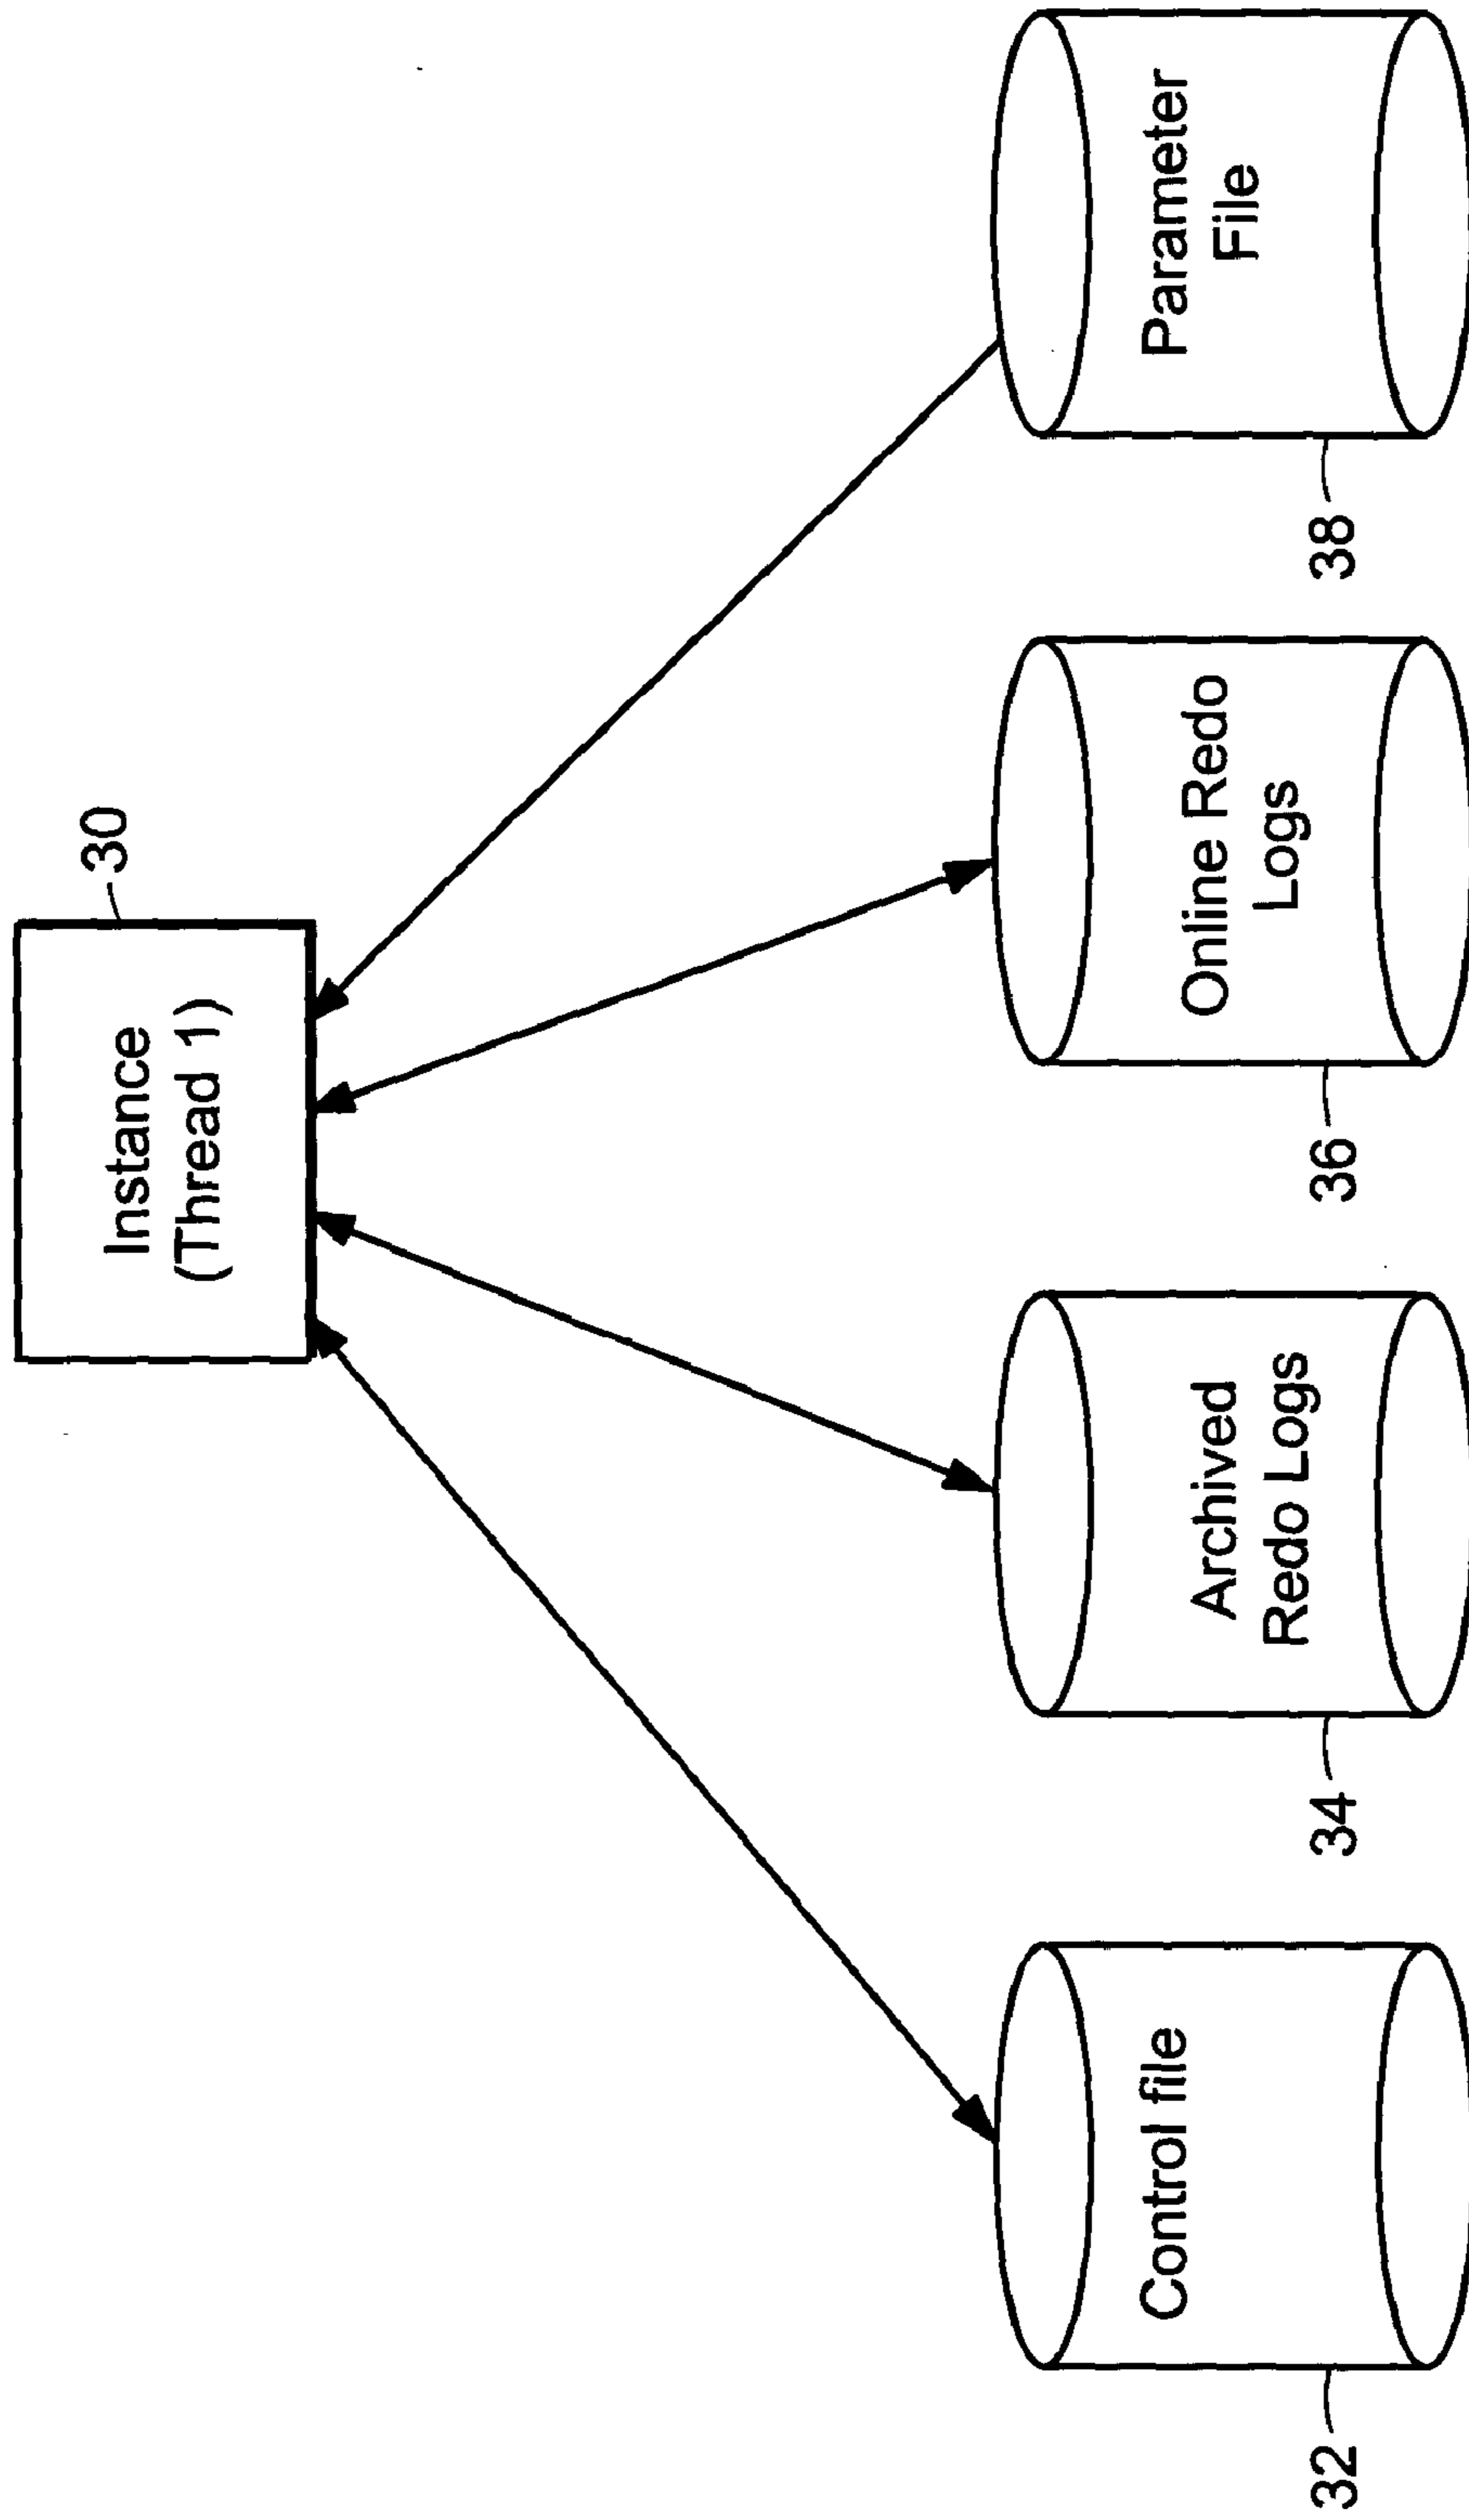 Instance
(Thread 1)
30
Control file
32
Archived
Redo Logs
34
Online Redo
Logs
36
Parameter
File
38